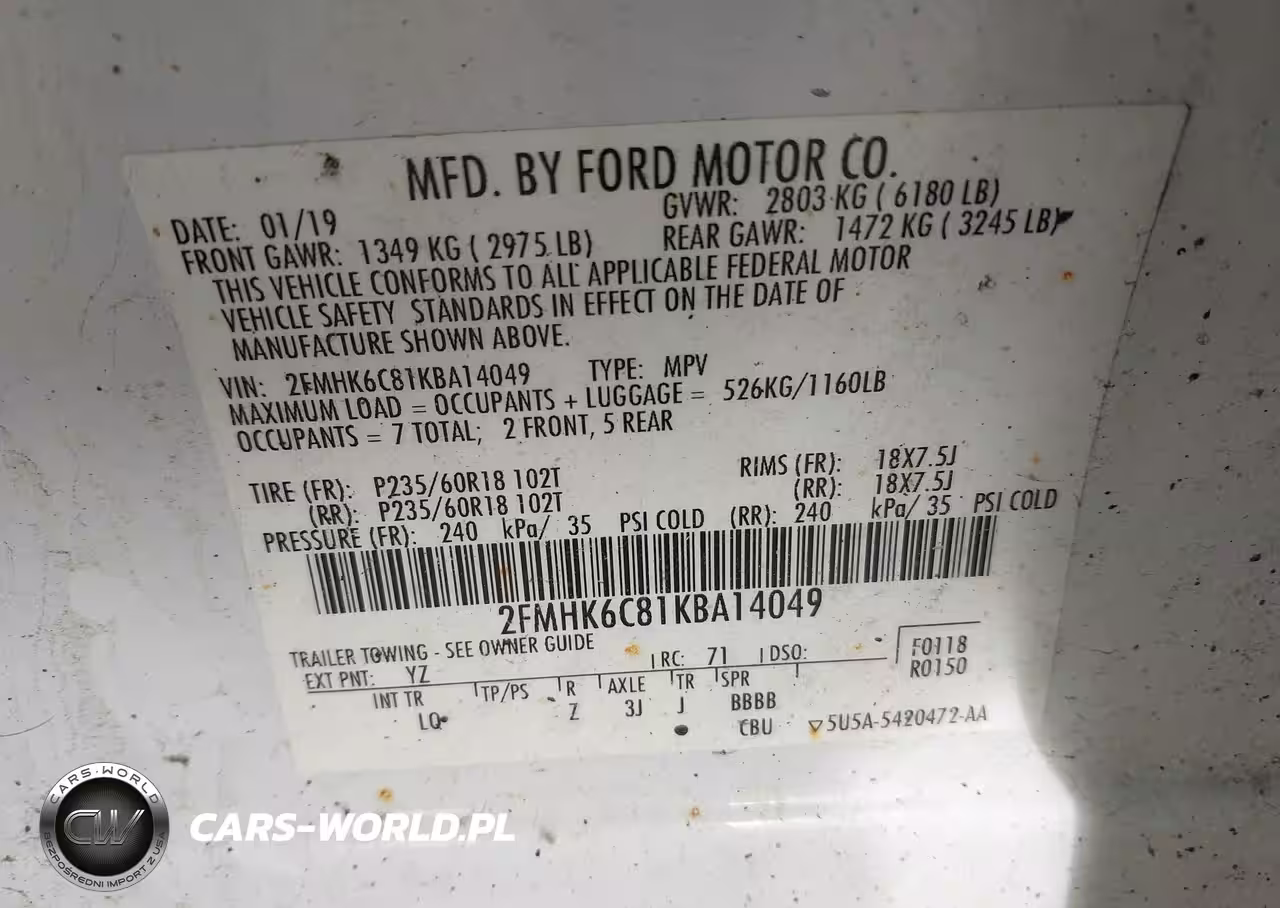 MFD. BY FORD MOTOR CO.
DATE: 01/19 GVWR: 2803 KG ( 6180 LB)
FRONT GAWR: 1349 KG ( 2975 LB) REAR GAWR: 1472 KG ( 3245 LB)
THIS VEHICLE CONFORMS TO ALL APPLICABLE FEDERAL MOTOR
VEHICLE SAFETY STANDARDS IN EFFECT ON THE DATE OF
MANUFACTURE SHOWN ABOVE.
VIN: 2FMHK6C81KBA14049 TYPE: MPV
MAXIMUM LOAD = OCCUPANTS + LUGGAGE = 526KG/1160LB
OCCUPANTS = 7 TOTAL; 2 FRONT, 5 REAR
TIRE (FR): P235/60R18 102T RIMS (FR): 18X7.5J
(RR): P235/60R18 102T (RR): 18X7.5J
PRESSURE (FR): 240 kPa/ 35 PSI COLD (RR): 240 kPa/ 35 PSI COLD
2FMHK6C81KBA14049
TRAILER TOWING - SEE OWNER GUIDE
EXT PNT: YZ RC: 71 DSO: F0118
R0150
INT TR TP/PS R AXLE TR SPR
LQ Z 3J J BBBB
CBU 5U5A-5420472-AA
CARS-WORLD
CW
BEZPOŚREDNI IMPORT Z USA
CARS-WORLD.PL